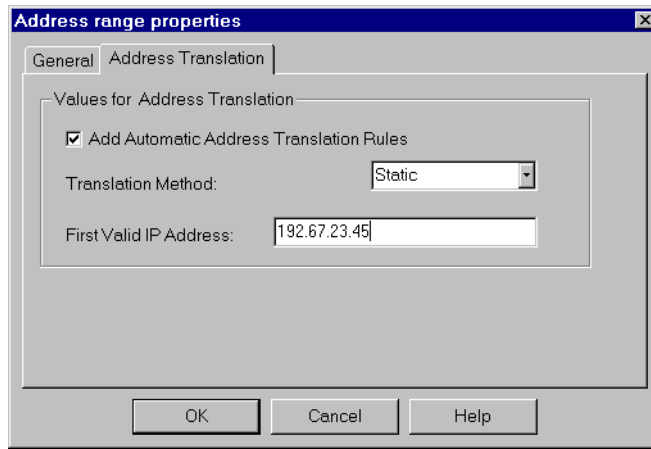 Address range properties
General Address Translation
Values for Address Translation
Add Automatic Address Translation Rules
Translation Method: Static
First Valid IP Address: 192.67.23.45
OK Cancel Help